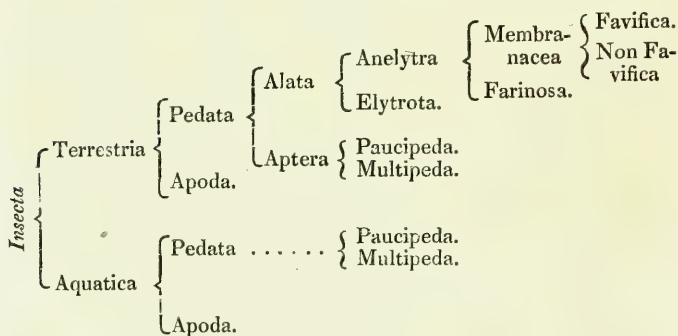 Favifica.
Membra-
nacea
Non Fa-
vifica
Anelytra
Alata
Farinosa.
Elytrota.
Pedata
Terrestria
Aptera
Paucipeda.
Multipeda.
Apoda.
Insecta
Pedata ......
Paucipeda.
Multipeda.
Aquatica
Apoda.